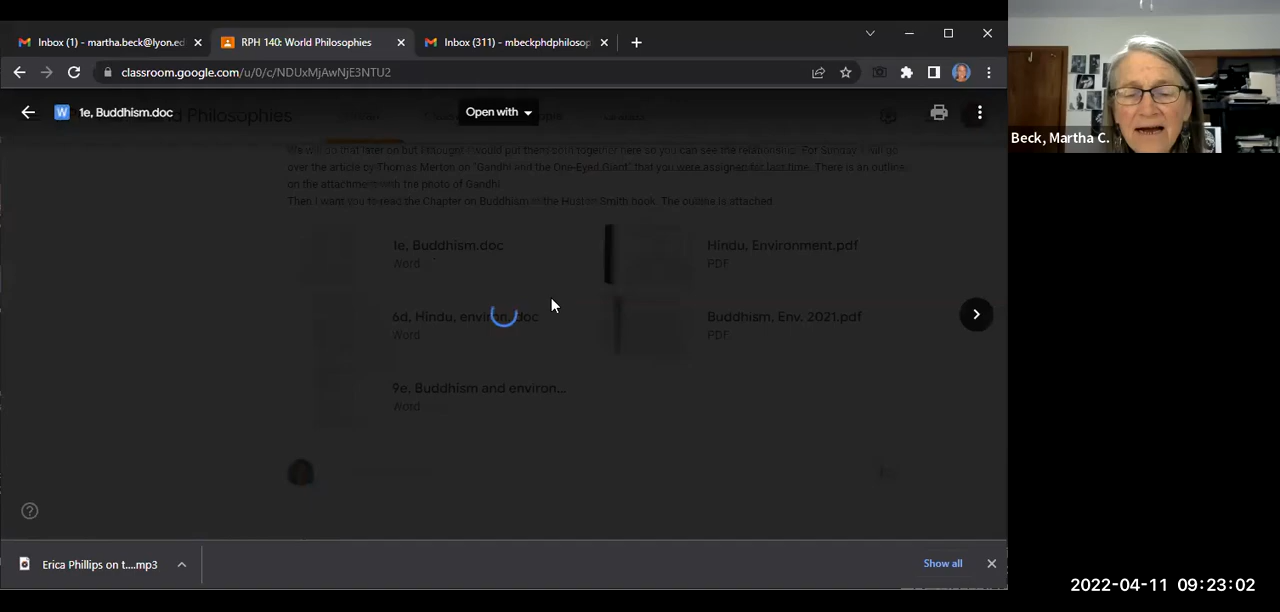 Inbox (1) - martha.beck@lyon.ed
RPH 140: World Philosophies
Inbox (311) - mbeckphdphilosop
classroom.google.com/u/0/c/NDUxMjAwNjE3NTU2
1e, Buddhism.doc
Philosophies
Open with
We will do that later on but I thought I would put them both together here so you can see the relationship. For Sunday I will go
over the article by Thomas Merton on "Gandhi and the One-Eyed Giant" that you were assigned for last time. There is an outline
on the attachment with the photo of Gandhi.
Then I want you to read the Chapter on Buddhism in the Huston Smith book. The outline is attached
1e, Buddhism.doc
Word
Hindu, Environment.pdf
PDF
6d, Hindu, environ. doc
Word
Buddhism, Env. 2021.pdf
PDF
9e, Buddhism and environ...
Word
Erica Phillips on t....mp3
Show all
Beck, Martha C.
2022-04-11 09:23:02